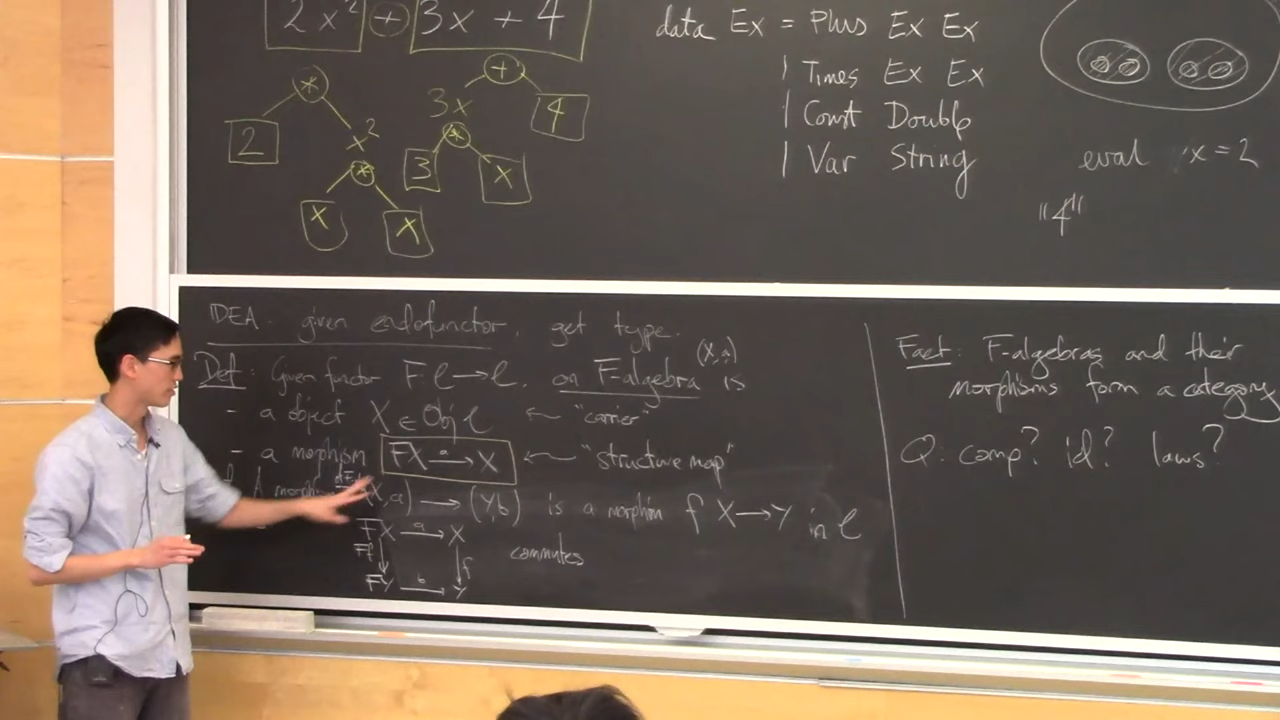 2x² + 3x + 4
*
+
2
x²
3x
4
*
*
3
x
x
x
data Ex = Plus Ex Ex
| Times Ex Ex
| Const Double
| Var String
eval x=2
"4"
IDEA. given endofunctor, get type.
Def: Given functor F: C → C, an F-algebra (X,a) is
- a object X ∈ Obj C ← "carrier"
- a morphism FX –a→ X ← "structure map"
A (X,a) → (Y,b) is a morphism f X → Y in C
FX –a→ X
Ff f commutes
FY –b→ Y
Fact: F-algebras and their
morphisms form a category
Q: comp? id? laws?